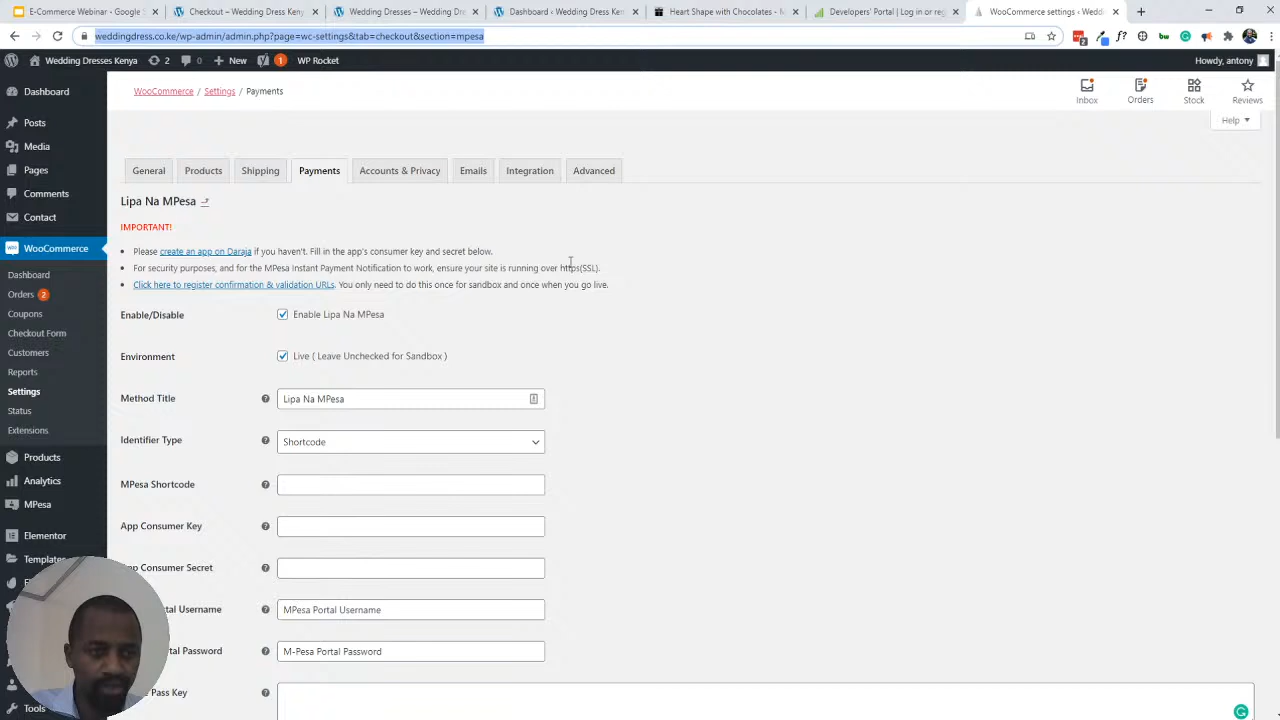 E-Commerce Webinar - Google S
Checkout – Wedding Dress Keny
Wedding Dresses – Wedding Dre
Dashboard ‹ Wedding Dress Ken
Heart Shape with Chocolates - M
Developers' Portal | Log in or reg
WooCommerce settings ‹ Weddin
weddingdress.co.ke/wp-admin/admin.php?page=wc-settings&tab=checkout&section=mpesa
Wedding Dresses Kenya 2 0 + New 1 WP Rocket Howdy, antony
WooCommerce / Settings / Payments
Inbox Orders Stock Reviews
Help
Dashboard
Posts
Media
Pages
Comments
Contact
WooCommerce
Dashboard
Orders 2
Coupons
Checkout Form
Customers
Reports
Settings
Status
Extensions
Products
Analytics
MPesa
Elementor
Templates
Tools
General Products Shipping Payments Accounts & Privacy Emails Integration Advanced
Lipa Na MPesa
IMPORTANT!
Please create an app on Daraja if you haven't. Fill in the app's consumer key and secret below.
For security purposes, and for the MPesa Instant Payment Notification to work, ensure your site is running over https(SSL).
Click here to register confirmation & validation URLs. You only need to do this once for sandbox and once when you go live.
Enable/Disable Enable Lipa Na MPesa
Environment Live ( Leave Unchecked for Sandbox )
Method Title Lipa Na MPesa
Identifier Type Shortcode
MPesa Shortcode
App Consumer Key
Consumer Secret
Username MPesa Portal Username
Password M-Pesa Portal Password
Pass Key